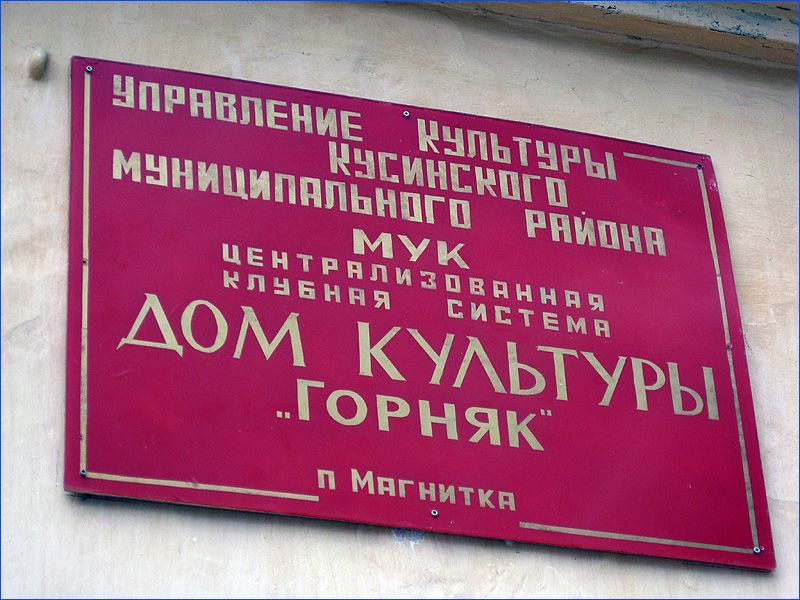 УПРАВЛЕНИЕ КУЛЬТУРЫ
КУСИНСКОГО
МУНИЦИПАЛЬНОГО РАЙОНА
МУК
ЦЕНТРАЛИЗОВАННАЯ
КЛУБНАЯ СИСТЕМА
ДОМ КУЛЬТУРЫ
„ГОРНЯК"
п МАГНИТКА